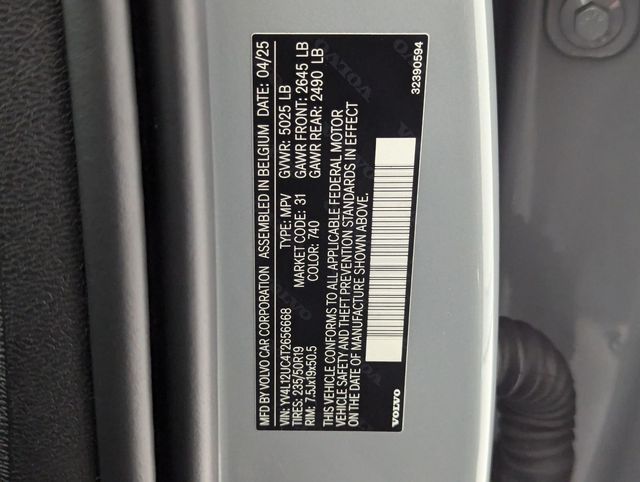 MFD BY VOLVO CAR CORPORATION ASSEMBLED IN BELGIUM DATE: 04/25
VIN: YV4L12UC4T2656668 TYPE: MPV GVWR: 5025 LB
TIRES: 235/50R19 MARKET CODE: 31 GAWR FRONT: 2645 LB
RIM: 7.5Jx19x50.5 COLOR: 740 GAWR REAR: 2490 LB
THIS VEHICLE CONFORMS TO ALL APPLICABLE FEDERAL MOTOR
VEHICLE SAFETY AND THEFT PREVENTION STANDARDS IN EFFECT
ON THE DATE OF MANUFACTURE SHOWN ABOVE.
VOLVO 32390594